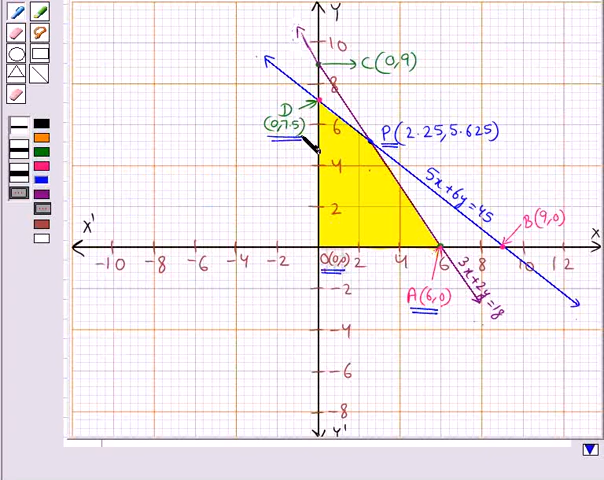 Y
10
C(0,9)
8
D
(0,7.5)
6
P(2.25,5.625)
4
5x+6y=45
2
B(9,0)
X'
X
-10 -8 -6 -4 -2 O(0,0) 2 4 6 8 10 12
A(6,0)
3x+2y=18
-2
-4
-6
-8
Y'